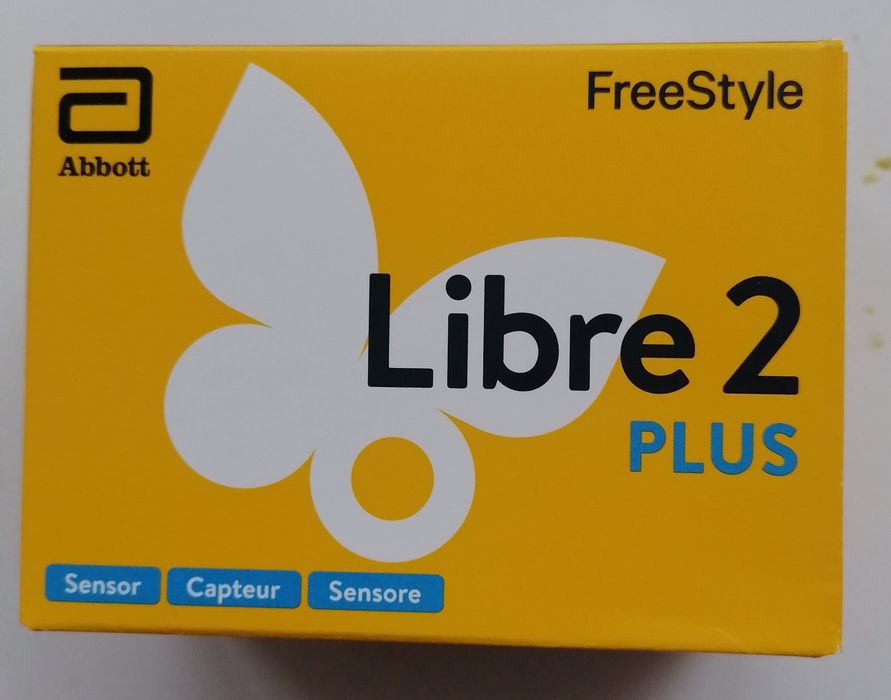 Abbott
FreeStyle
Libre 2
PLUS
Sensor Capteur Sensore